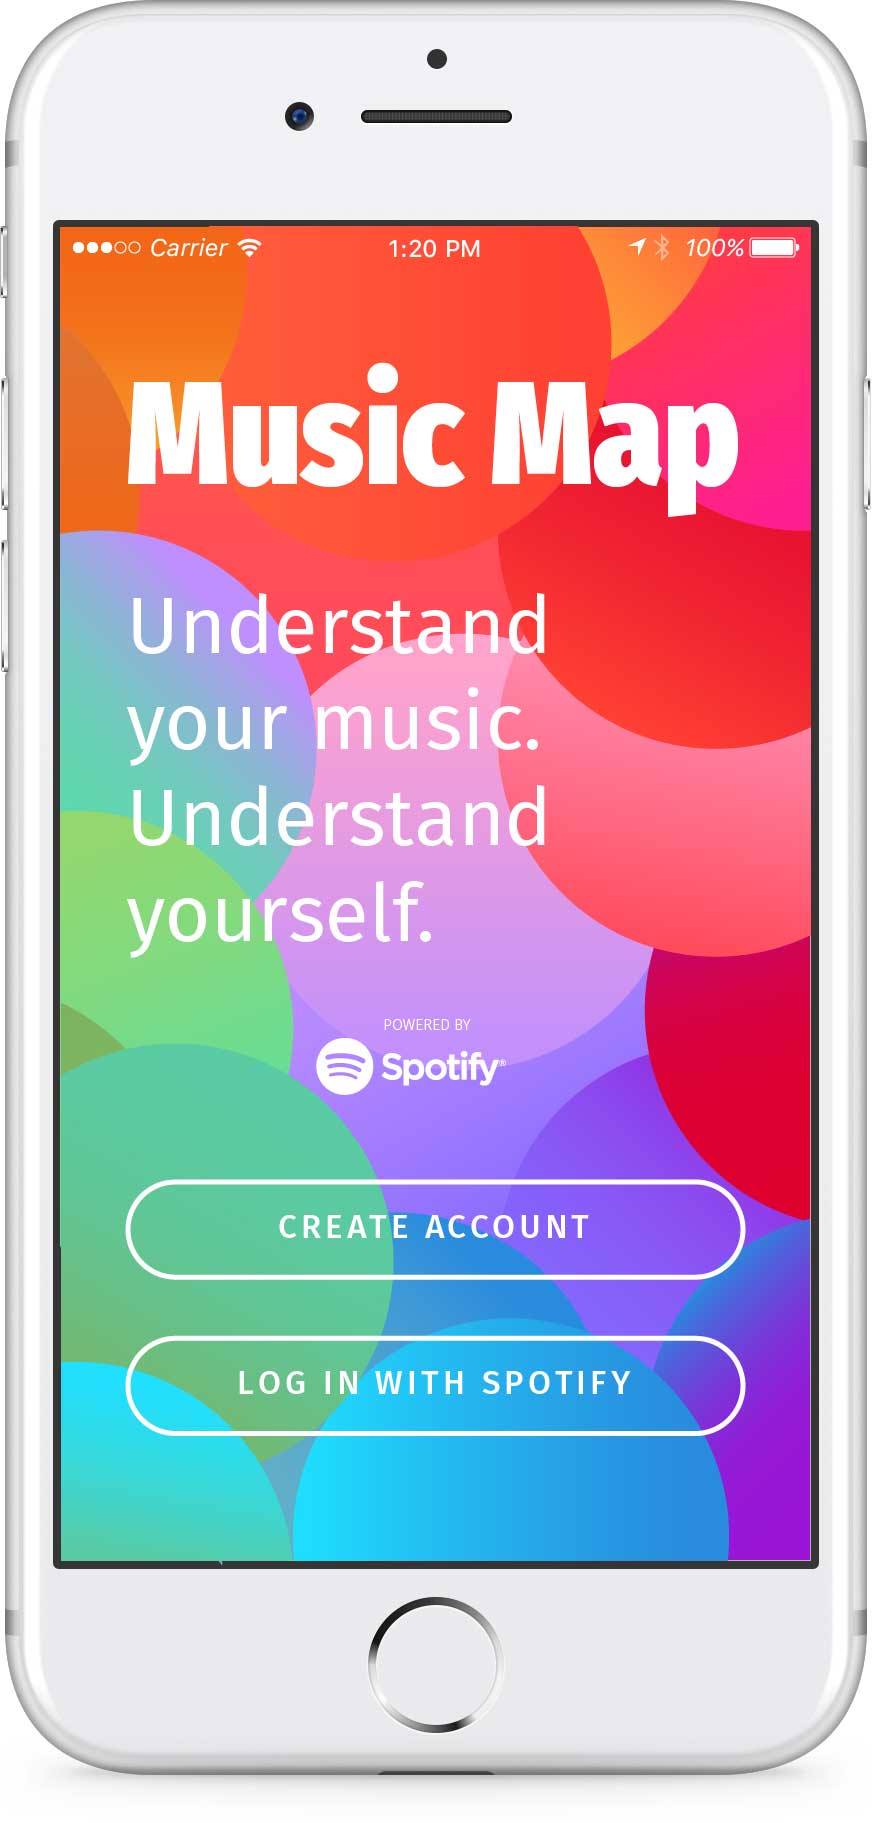 Carrier 1:20 PM 100%
Music Map
Understand
your music.
Understand
yourself.
POWERED BY
Spotify®
CREATE ACCOUNT
LOG IN WITH SPOTIFY